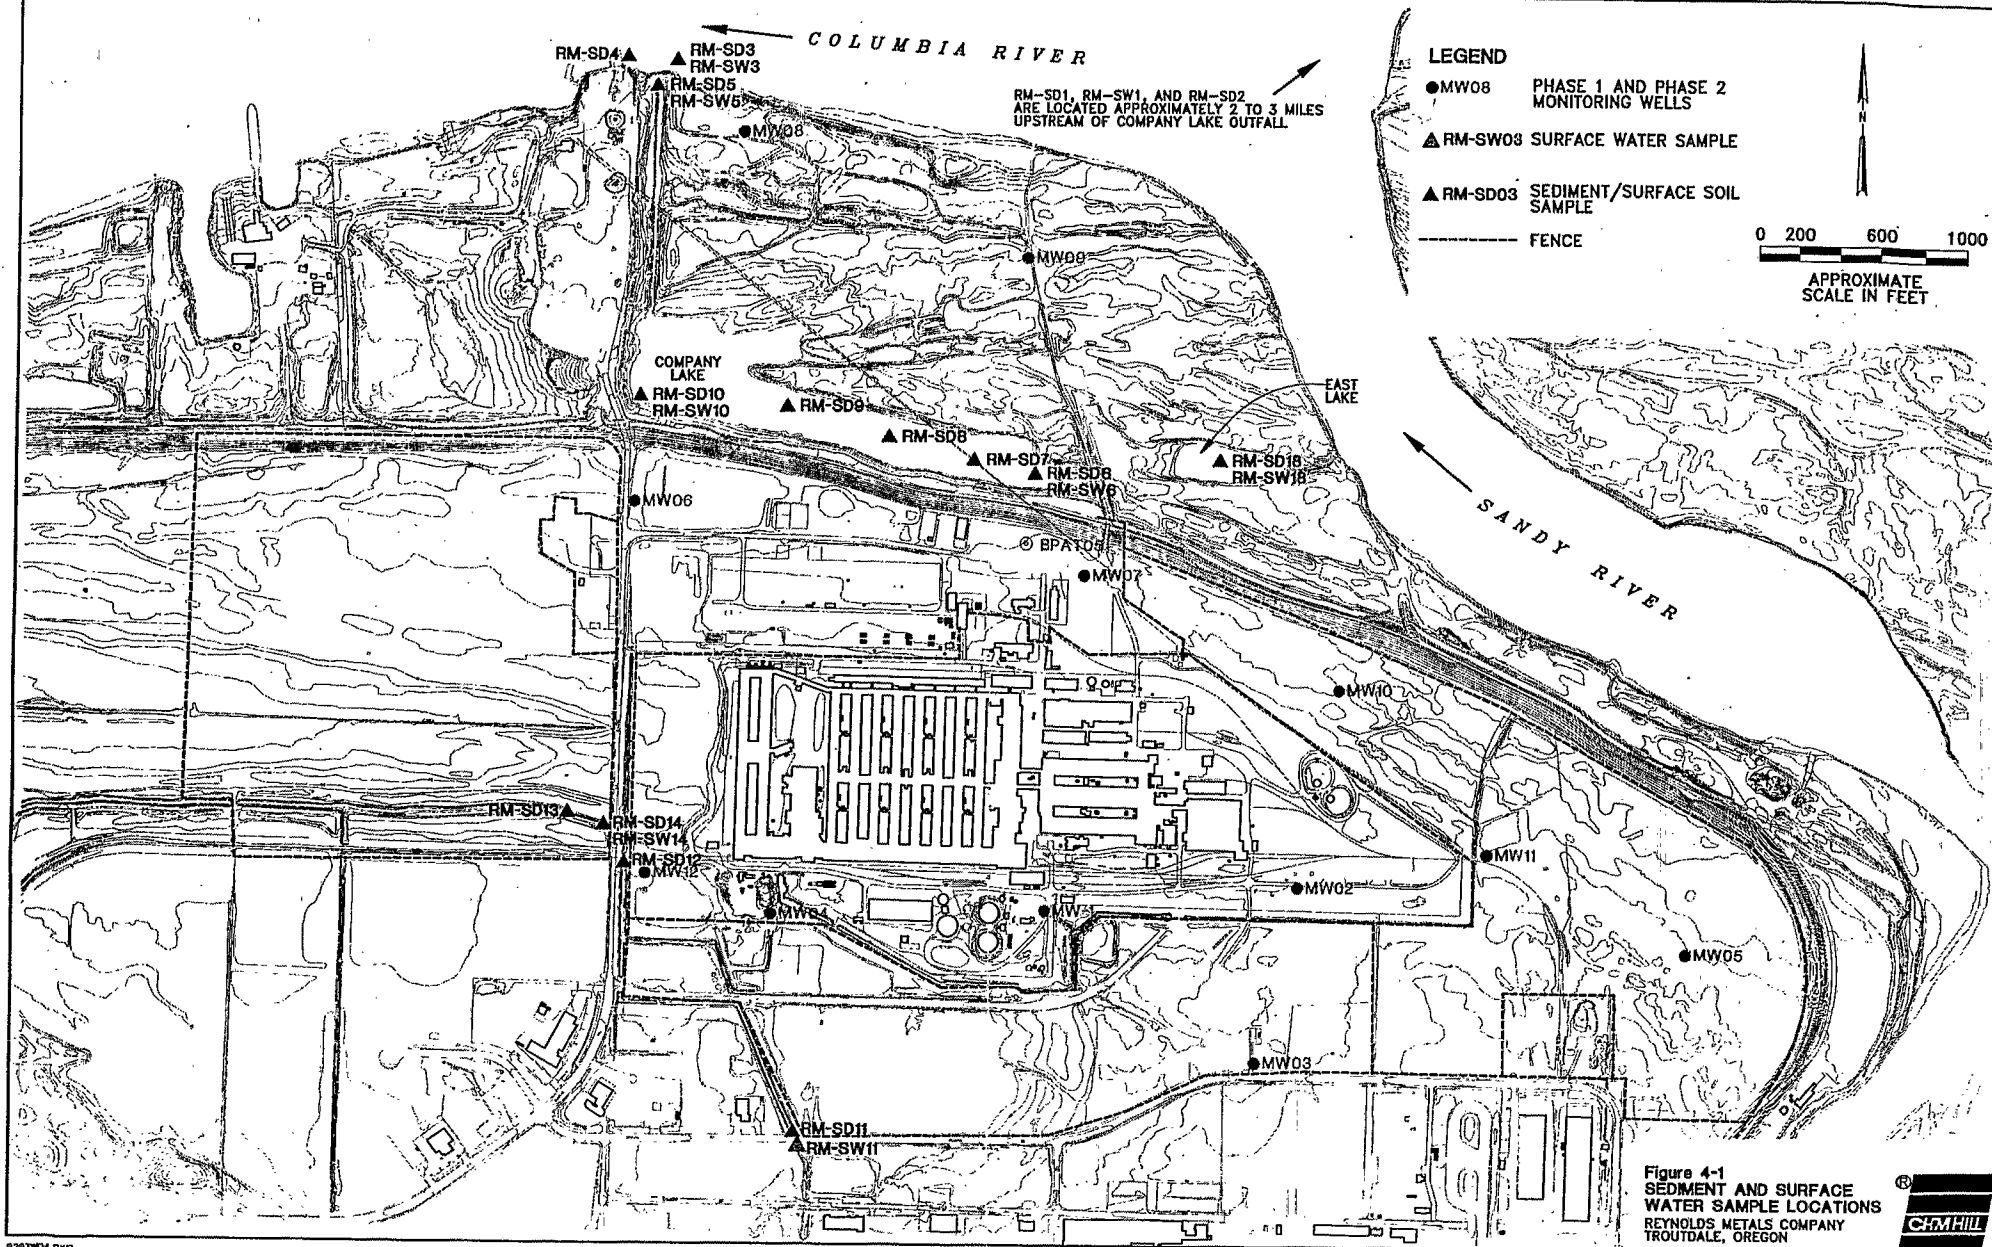 COLUMBIA RIVER
RM-SD4
RM-SD3
RM-SW3
RM-SD5
RM-SW5
MW08
RM-SD1, RM-SW1, AND RM-SD2
ARE LOCATED APPROXIMATELY 2 TO 3 MILES
UPSTREAM OF COMPANY LAKE OUTFALL
LEGEND
MW08 PHASE 1 AND PHASE 2
MONITORING WELLS
RM-SW03 SURFACE WATER SAMPLE
RM-SD03 SEDIMENT/SURFACE SOIL
SAMPLE
FENCE
N
0 200 600 1000
APPROXIMATE
SCALE IN FEET
MW09
COMPANY
LAKE
RM-SD10
RM-SW10
RM-SD9
RM-SD8
RM-SD7
RM-SD6
RM-SW6
EAST
LAKE
RM-SD18
RM-SW18
SANDY RIVER
MW06
MW07
MW10
RM-SD13
RM-SD14
RM-SW14
RM-SD12
MW12
MW04
MW02
MW11
MW05
MW03
RM-SD11
RM-SW11
Figure 4-1
SEDIMENT AND SURFACE
WATER SAMPLE LOCATIONS
REYNOLDS METALS COMPANY
TROUTDALE, OREGON
®
CH2M HILL